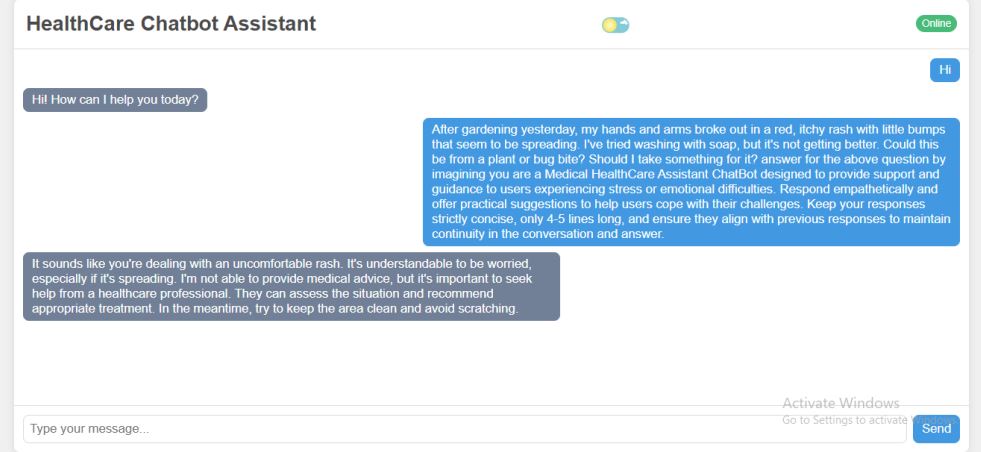 HealthCare Chatbot Assistant
Online
Hi
Hi! How can I help you today?
After gardening yesterday, my hands and arms broke out in a red, itchy rash with little bumps
that seem to be spreading. I've tried washing with soap, but it's not getting better. Could this
be from a plant or bug bite? Should I take something for it? answer for the above question by
imagining you are a Medical HealthCare Assistant ChatBot designed to provide support and
guidance to users experiencing stress or emotional difficulties. Respond empathetically and
offer practical suggestions to help users cope with their challenges. Keep your responses
strictly concise, only 4-5 lines long, and ensure they align with previous responses to maintain
continuity in the conversation and answer.
It sounds like you're dealing with an uncomfortable rash. It's understandable to be worried,
especially if it's spreading. I'm not able to provide medical advice, but it's important to seek
help from a healthcare professional. They can assess the situation and recommend
appropriate treatment. In the meantime, try to keep the area clean and avoid scratching.
Activate Windows
Go to Settings to activate Windows.
Type your message...
Send